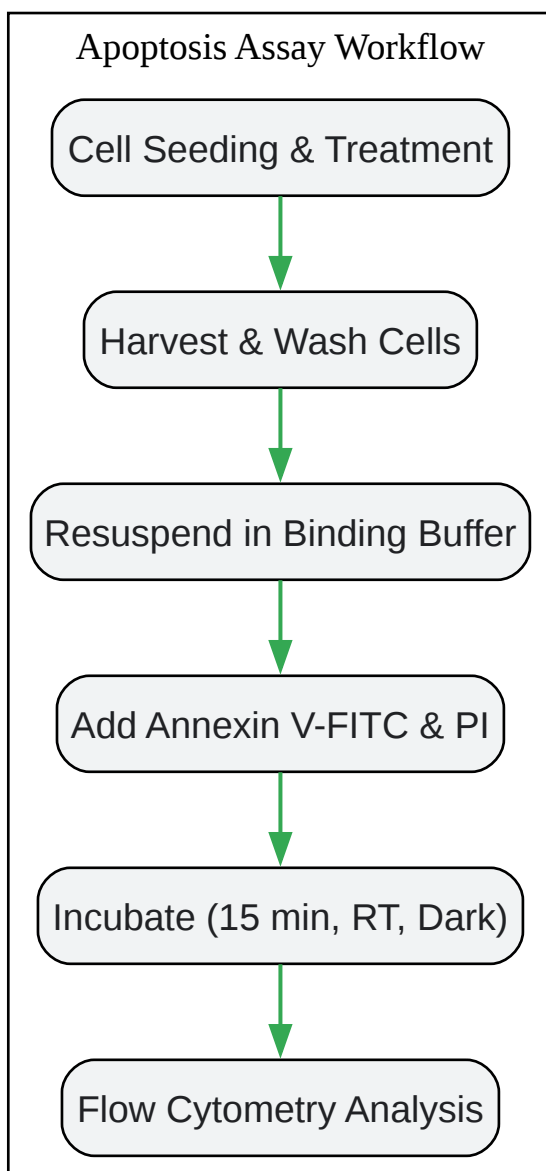 Apoptosis Assay Workflow
Cell Seeding & Treatment
Harvest & Wash Cells
Resuspend in Binding Buffer
Add Annexin V-FITC & PI
Incubate (15 min, RT, Dark)
Flow Cytometry Analysis